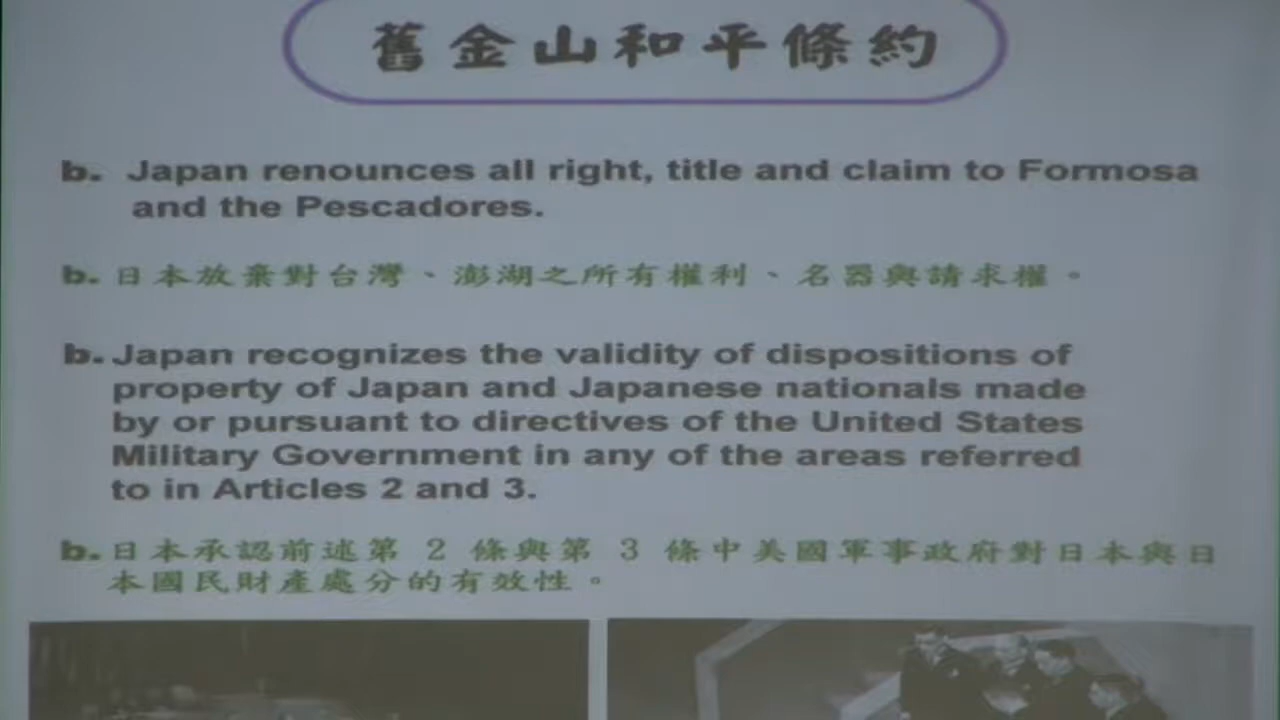 舊金山和平條約
b. Japan renounces all right, title and claim to Formosa
and the Pescadores.
b. 日本放棄對台灣、澎湖之所有權利、名器與請求權。
b. Japan recognizes the validity of dispositions of
property of Japan and Japanese nationals made
by or pursuant to directives of the United States
Military Government in any of the areas referred
to in Articles 2 and 3.
b. 日本承認前述第 2 條與第 3 條中美國軍事政府對日本與日
本國民財產處分的有效性。